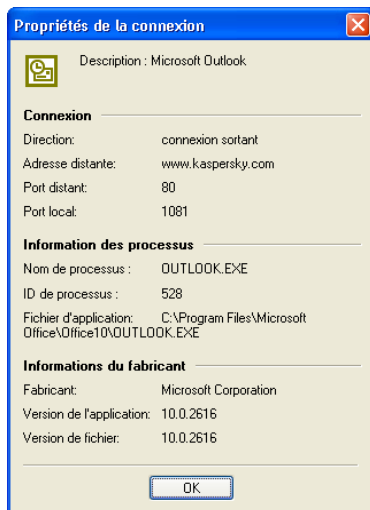 Propriétés de la connexion
Description : Microsoft Outlook
Connexion
Direction: connexion sortant
Adresse distante: www.kaspersky.com
Port distant: 80
Port local: 1081
Information des processus
Nom de processus : OUTLOOK.EXE
ID de processus : 528
Fichier d'application: C:\Program Files\Microsoft
Office\Office10\OUTLOOK.EXE
Informations du fabricant
Fabricant: Microsoft Corporation
Version de l'application: 10.0.2616
Version de fichier: 10.0.2616
OK